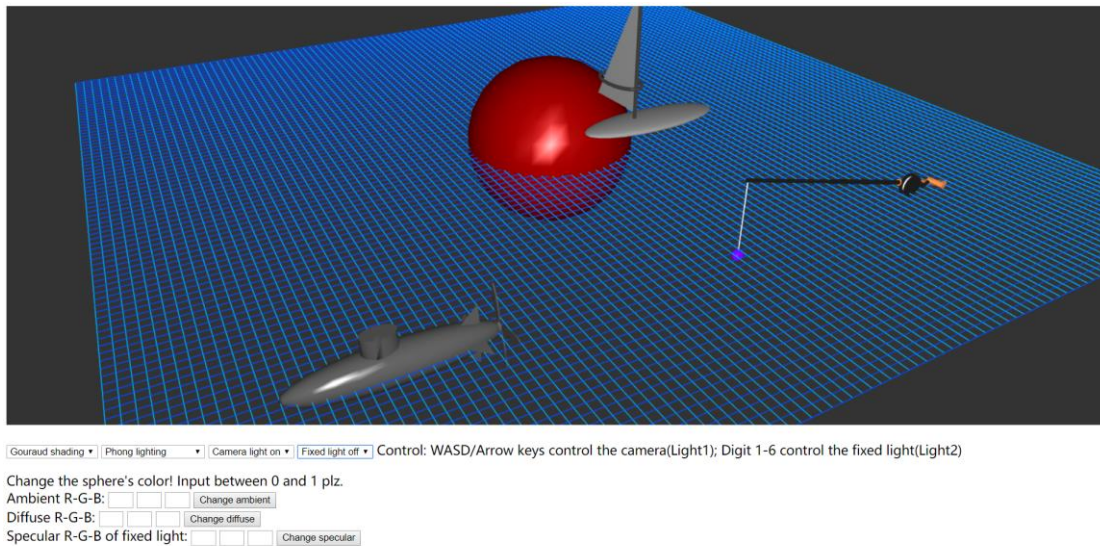 Gouraud shading Phong lighting Camera light on Fixed light off Control: WASD/Arrow keys control the camera(Light1); Digit 1-6 control the fixed light(Light2)
Change the sphere's color! Input between 0 and 1 plz.
Ambient R-G-B: Change ambient
Diffuse R-G-B: Change diffuse
Specular R-G-B of fixed light: Change specular